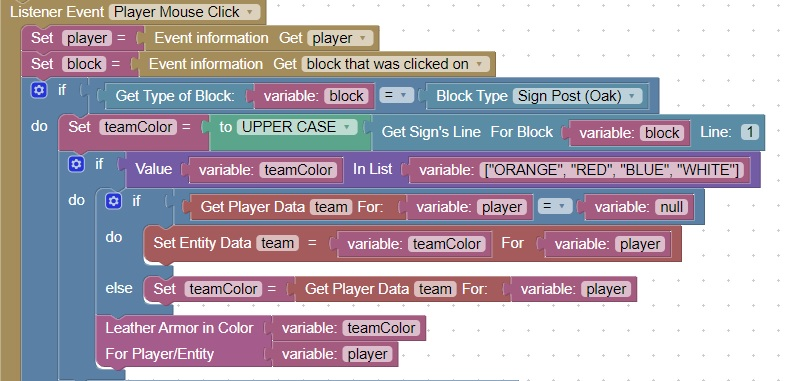 Listener Event Player Mouse Click
Set player = Event information Get player
Set block = Event information Get block that was clicked on
if Get Type of Block: variable: block = Block Type Sign Post (Oak)
do Set teamColor = to UPPER CASE Get Sign's Line For Block variable: block Line: 1
if Value variable: teamColor In List variable: ["ORANGE", "RED", "BLUE", "WHITE"]
do if Get Player Data team For: variable: player = variable: null
do Set Entity Data team = variable: teamColor For variable: player
else Set teamColor = Get Player Data team For: variable: player
Leather Armor in Color variable: teamColor
For Player/Entity variable: player